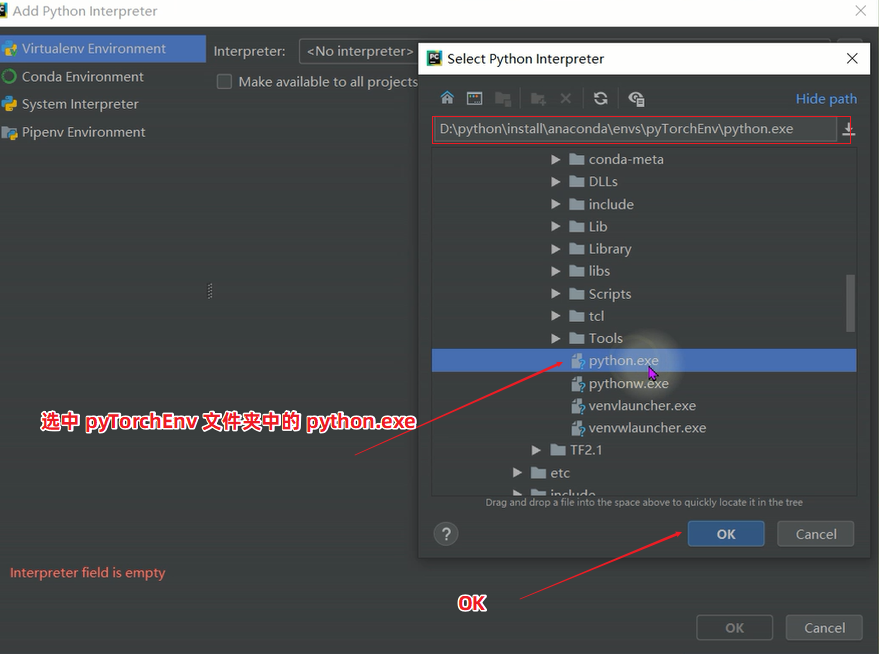 Add Python Interpreter
Virtualenv Environment
Conda Environment
System Interpreter
Pipenv Environment
Interpreter: <No interpreter>
Make available to all projects
Select Python Interpreter
Hide path
D:\python\install\anaconda\envs\pyTorchEnv\python.exe
conda-meta
DLLs
include
Lib
Library
libs
Scripts
tcl
Tools
python.exe
pythonw.exe
venvlauncher.exe
venvwlauncher.exe
TF2.1
etc
include
Drag and drop a file into the space above to quickly locate it in the tree
?
OK
Cancel
选中 pyTorchEnv 文件夹中的 python.exe
OK
Interpreter field is empty
OK
Cancel